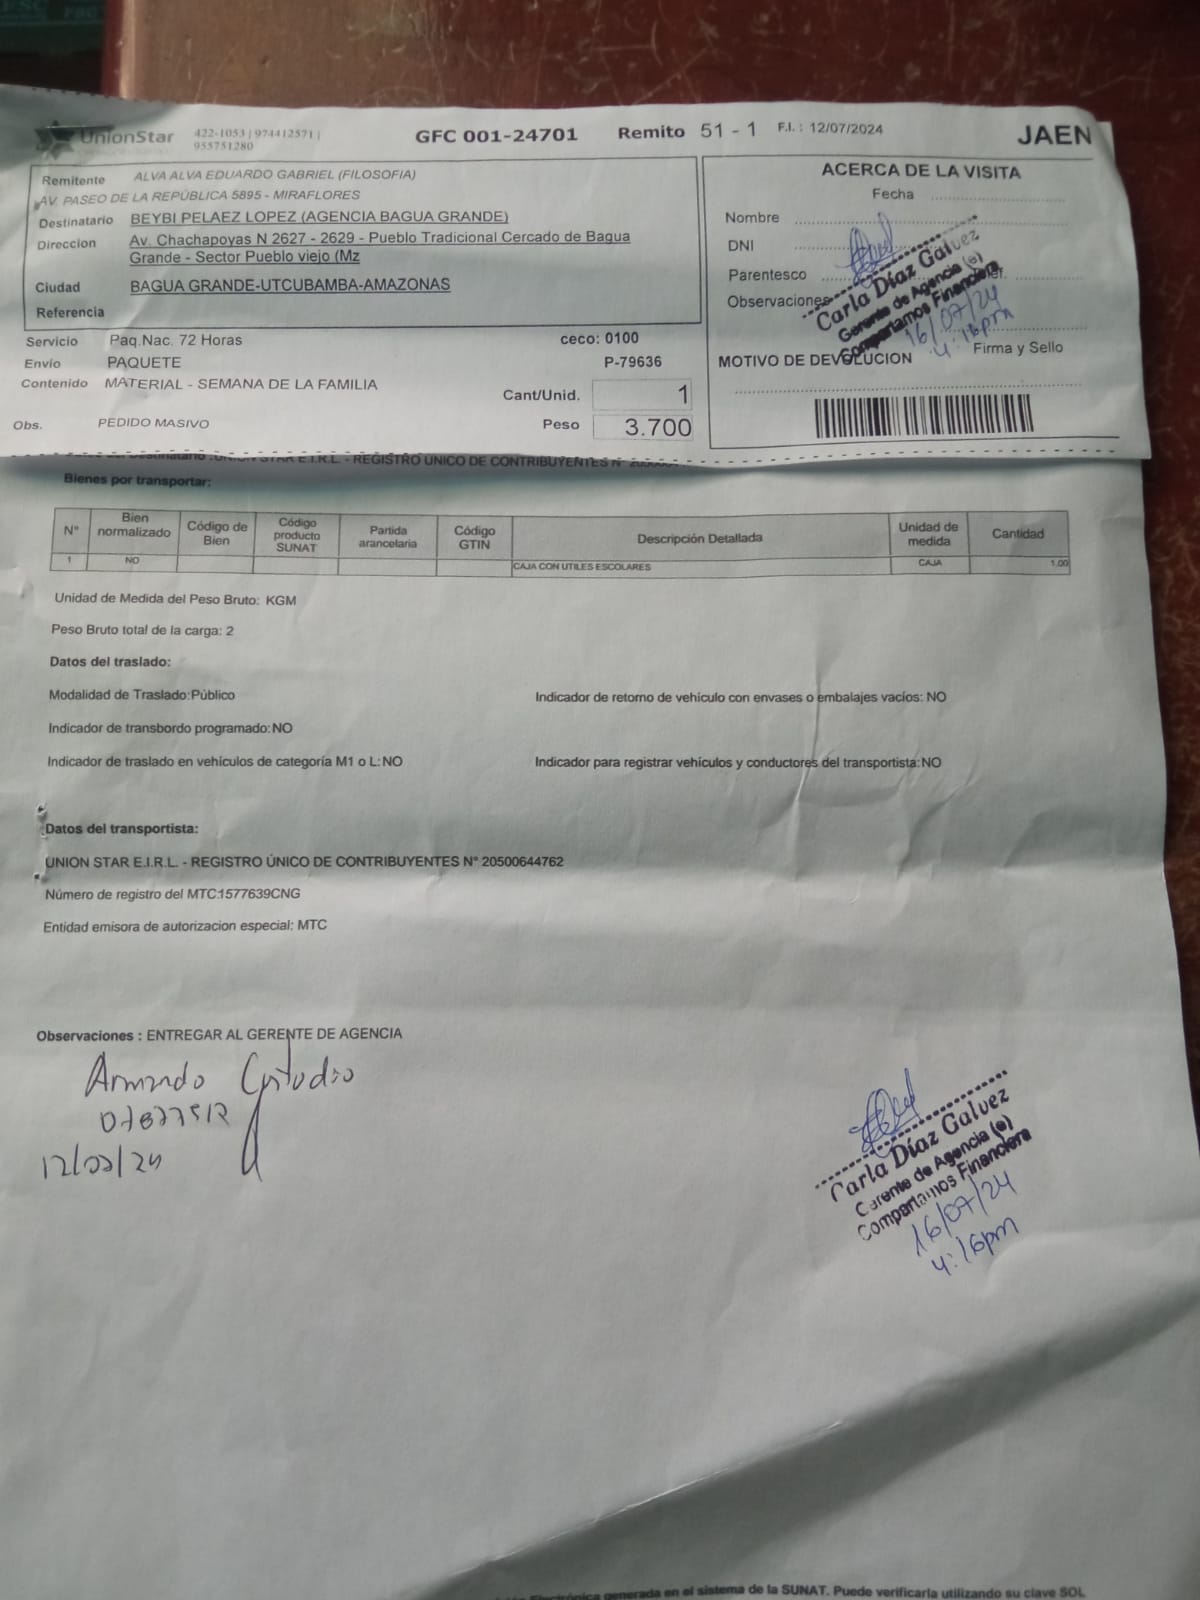 UnionStar 422-1053 | 974412571 | 955751280 GFC 001-24701 Remito 51 - 1 F.I. : 12/07/2024 JAEN
Remitente ALVA ALVA EDUARDO GABRIEL (FILOSOFIA)
AV. PASEO DE LA REPÚBLICA 5895 - MIRAFLORES
Destinatario BEYBI PELAEZ LOPEZ (AGENCIA BAGUA GRANDE)
Direccion Av. Chachapoyas N 2627 - 2629 - Pueblo Tradicional Cercado de Bagua
Grande - Sector Pueblo viejo (Mz
Ciudad BAGUA GRANDE-UTCUBAMBA-AMAZONAS
Referencia
Servicio Paq.Nac. 72 Horas ceco: 0100
Envío PAQUETE P-79636
Contenido MATERIAL - SEMANA DE LA FAMILIA
Cant/Unid. 1
Obs. PEDIDO MASIVO
Peso 3.700
ACERCA DE LA VISITA
Fecha
Nombre
DNI
Parentesco
Observaciones
Carla Díaz Galvez
Gerente de Agencia (e)
Compartamos Financiera
16/07/24
4:16pm
Firma y Sello
MOTIVO DE DEVOLUCION
E.I.R.L. - REGISTRO ÚNICO DE CONTRIBUYENTES N°
Bienes por transportar:
N° Bien normalizado Código de Bien Código producto SUNAT Partida arancelaria Código GTIN Descripción Detallada Unidad de medida Cantidad
1 NO CAJA CON UTILES ESCOLARES CAJA 1.00
Unidad de Medida del Peso Bruto: KGM
Peso Bruto total de la carga: 2
Datos del traslado:
Modalidad de Traslado:Público Indicador de retorno de vehículo con envases o embalajes vacíos: NO
Indicador de transbordo programado:NO
Indicador de traslado en vehículos de categoría M1 o L:NO Indicador para registrar vehículos y conductores del transportista:NO
Datos del transportista:
UNION STAR E.I.R.L. - REGISTRO ÚNICO DE CONTRIBUYENTES N° 20500644762
Número de registro del MTC:1577639CNG
Entidad emisora de autorizacion especial: MTC
Observaciones : ENTREGAR AL GERENTE DE AGENCIA
Armando Custodio
12/07/24
Carla Díaz Galvez
Gerente de Agencia (e)
Compartamos Financiera
16/07/24
4:16pm
Electrónica generada en el sistema de la SUNAT. Puede verificarla utilizando su clave SOL